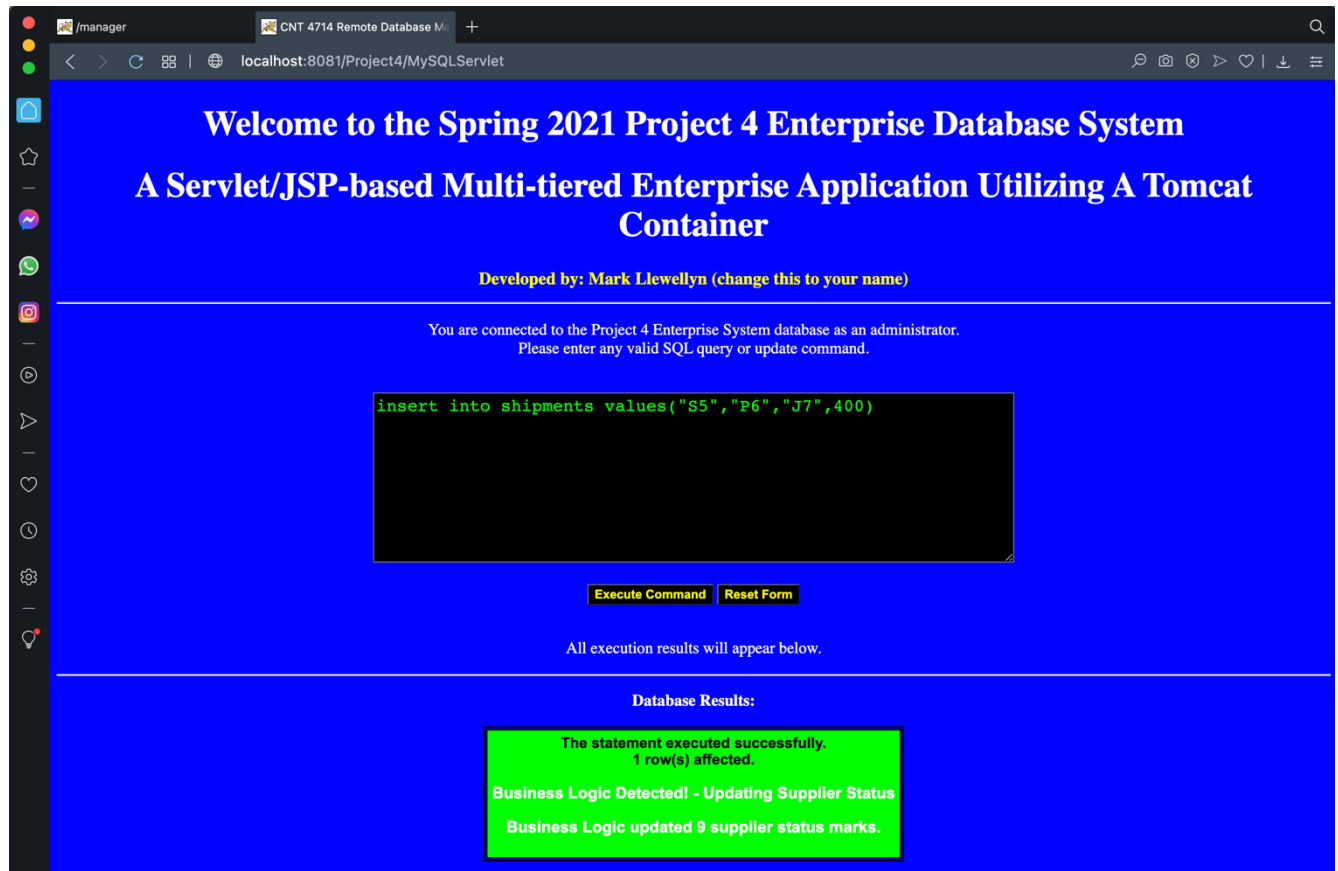 /manager
CNT 4714 Remote Database Ma
localhost:8081/Project4/MySQLServlet
Welcome to the Spring 2021 Project 4 Enterprise Database System
A Servlet/JSP-based Multi-tiered Enterprise Application Utilizing A Tomcat
Container
Developed by: Mark Llewellyn (change this to your name)
You are connected to the Project 4 Enterprise System database as an administrator.
Please enter any valid SQL query or update command.
insert into shipments values("S5","P6","J7",400)
Execute Command Reset Form
All execution results will appear below.
Database Results:
The statement executed successfully.
1 row(s) affected.
Business Logic Detected! - Updating Supplier Status
Business Logic updated 9 supplier status marks.